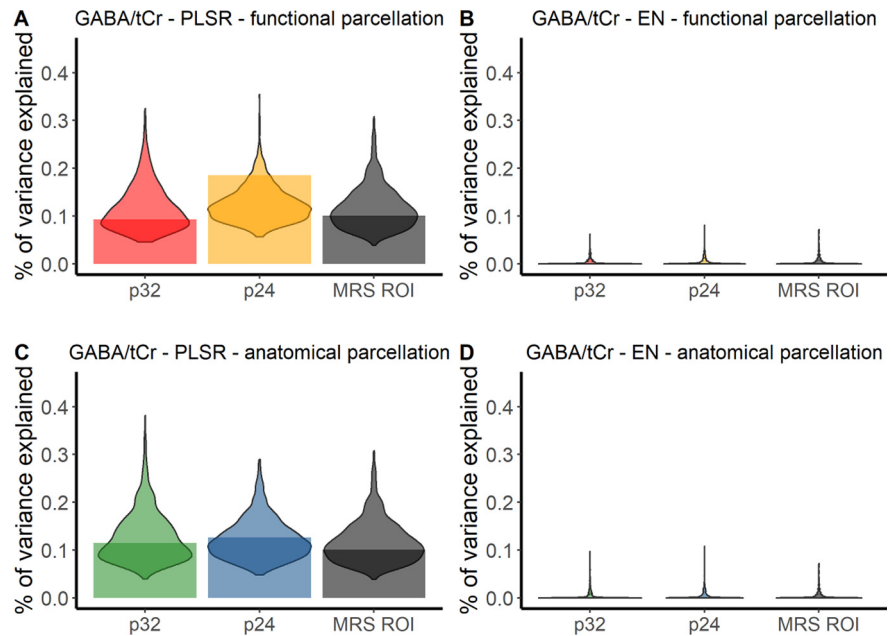 A GABA/tCr - PLSR - functional parcellation
% of variance explained
0.4
0.3
0.2
0.1
0.0
p32 p24 MRS ROI
B GABA/tCr - EN - functional parcellation
% of variance explained
0.4
0.3
0.2
0.1
0.0
p32 p24 MRS ROI
C GABA/tCr - PLSR - anatomical parcellation
% of variance explained
0.4
0.3
0.2
0.1
0.0
p32 p24 MRS ROI
D GABA/tCr - EN - anatomical parcellation
% of variance explained
0.4
0.3
0.2
0.1
0.0
p32 p24 MRS ROI